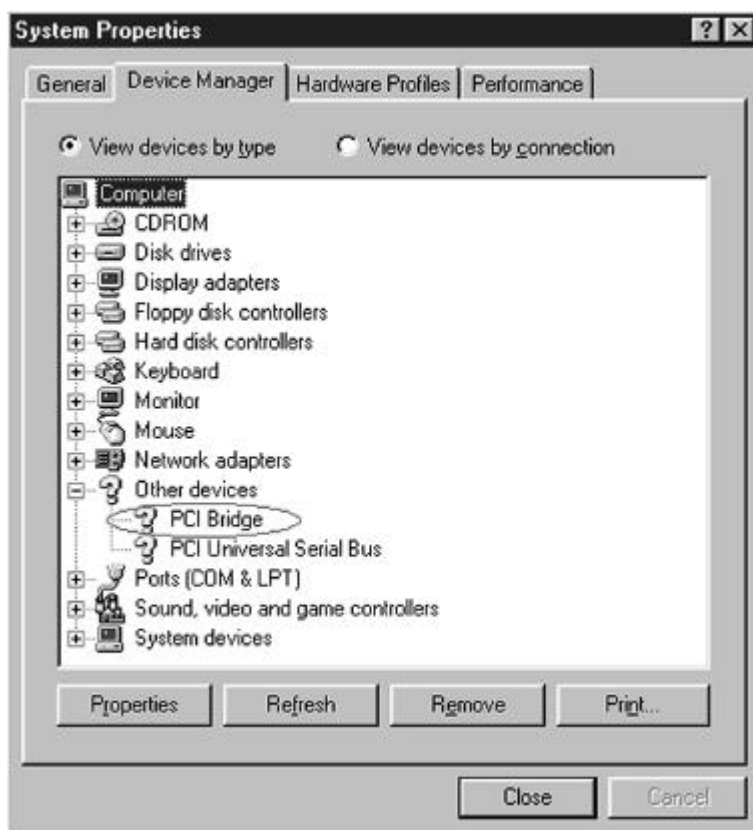 System Properties
General Device Manager Hardware Profiles Performance
View devices by type View devices by connection
Computer
CDROM
Disk drives
Display adapters
Floppy disk controllers
Hard disk controllers
Keyboard
Monitor
Mouse
Network adapters
Other devices
PCI Bridge
PCI Universal Serial Bus
Ports (COM & LPT)
Sound, video and game controllers
System devices
Properties Refresh Remove Print...
Close Cancel